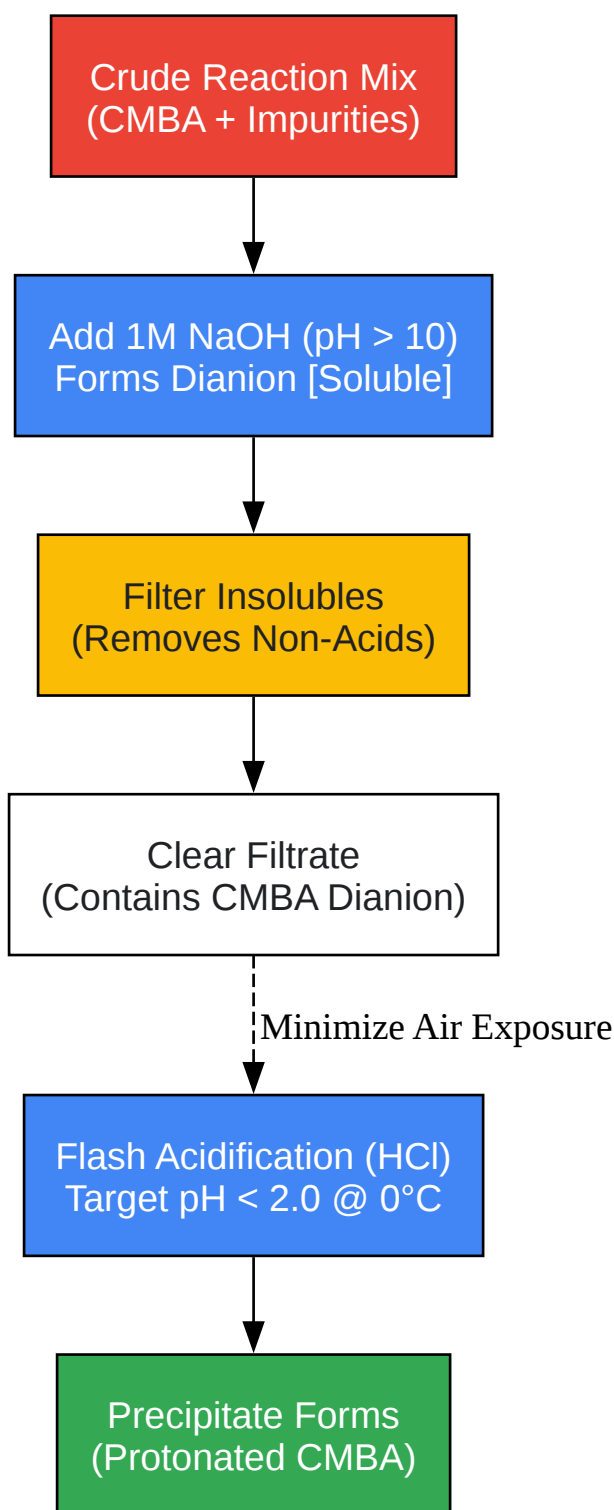 Crude Reaction Mix
(CMBA + Impurities)
Add 1M NaOH (pH > 10)
Forms Dianion [Soluble]
Filter Insolubles
(Removes Non-Acids)
Clear Filtrate
(Contains CMBA Dianion)
Minimize Air Exposure
Flash Acidification (HCl)
Target pH < 2.0 @ 0°C
Precipitate Forms
(Protonated CMBA)